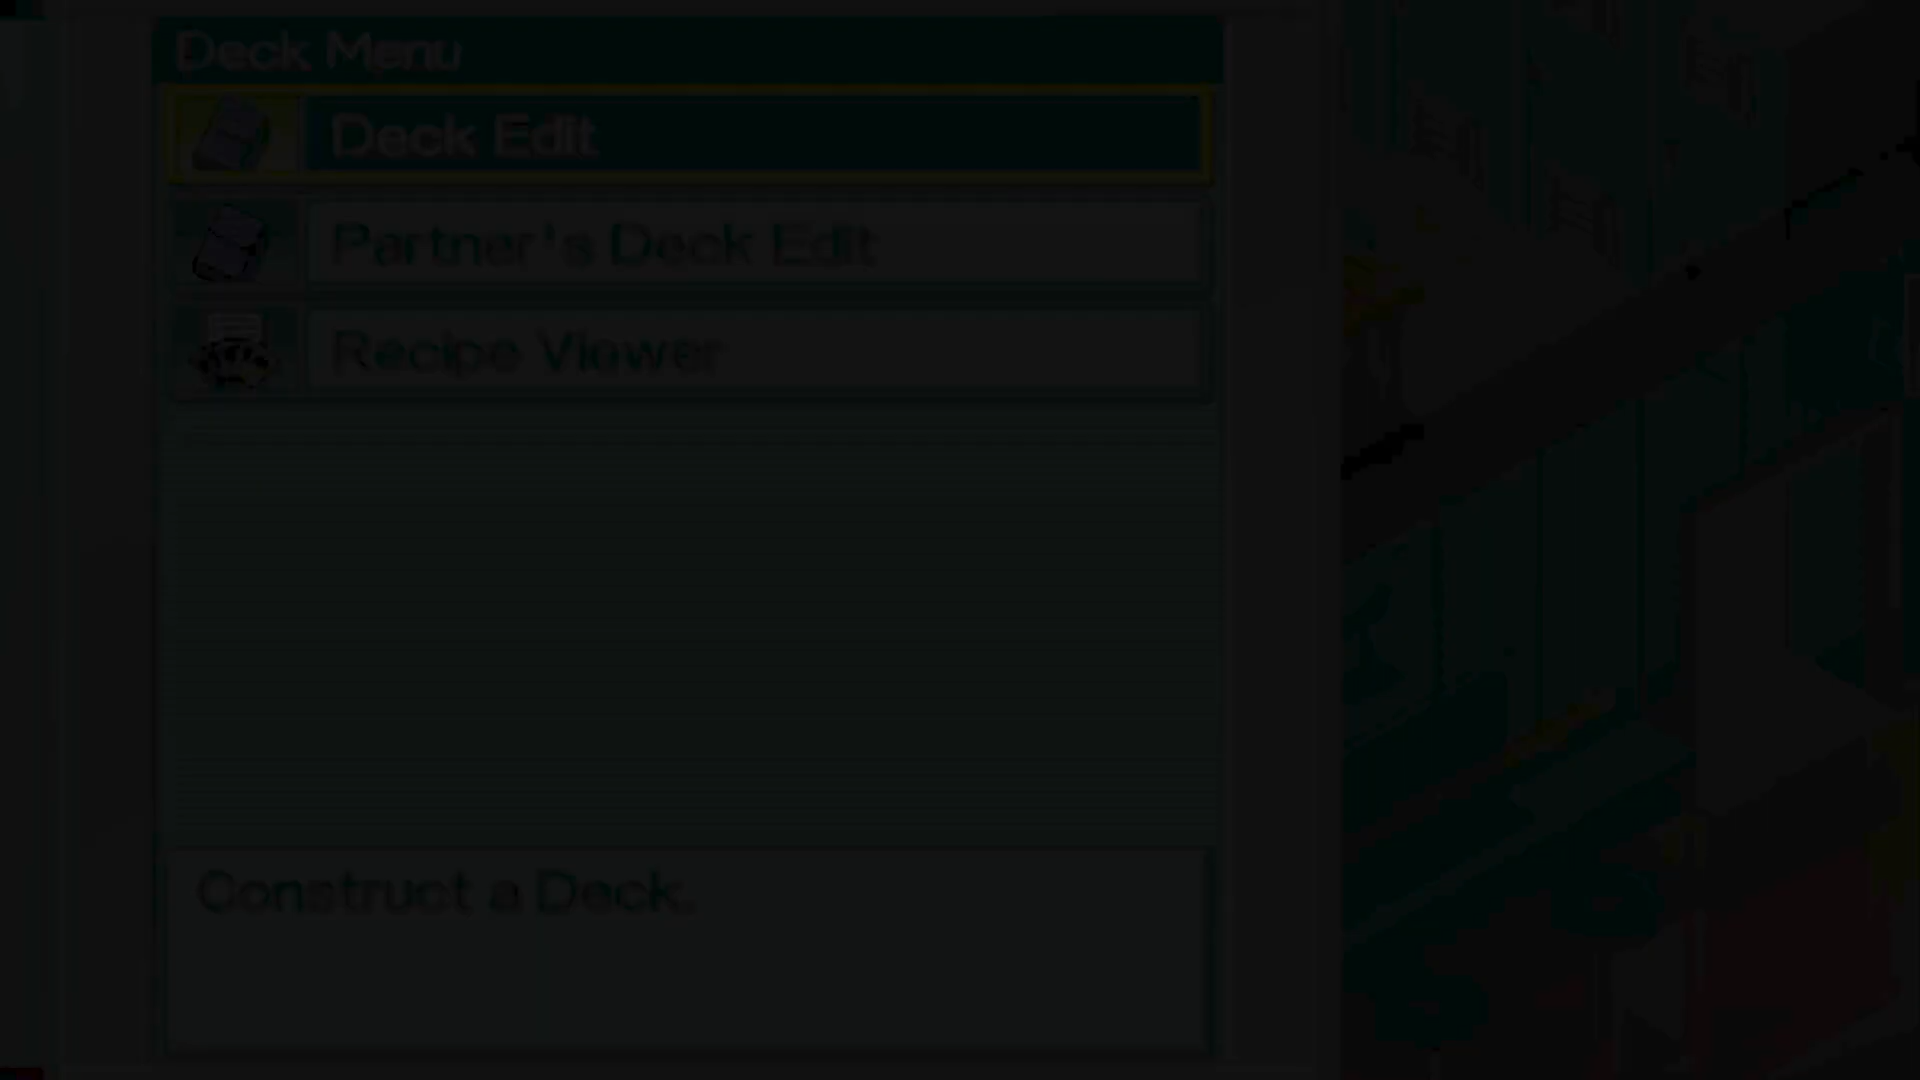 Deck Menu
Deck Edit
Partner's Deck Edit
Recipe Viewer
Construct a Deck.